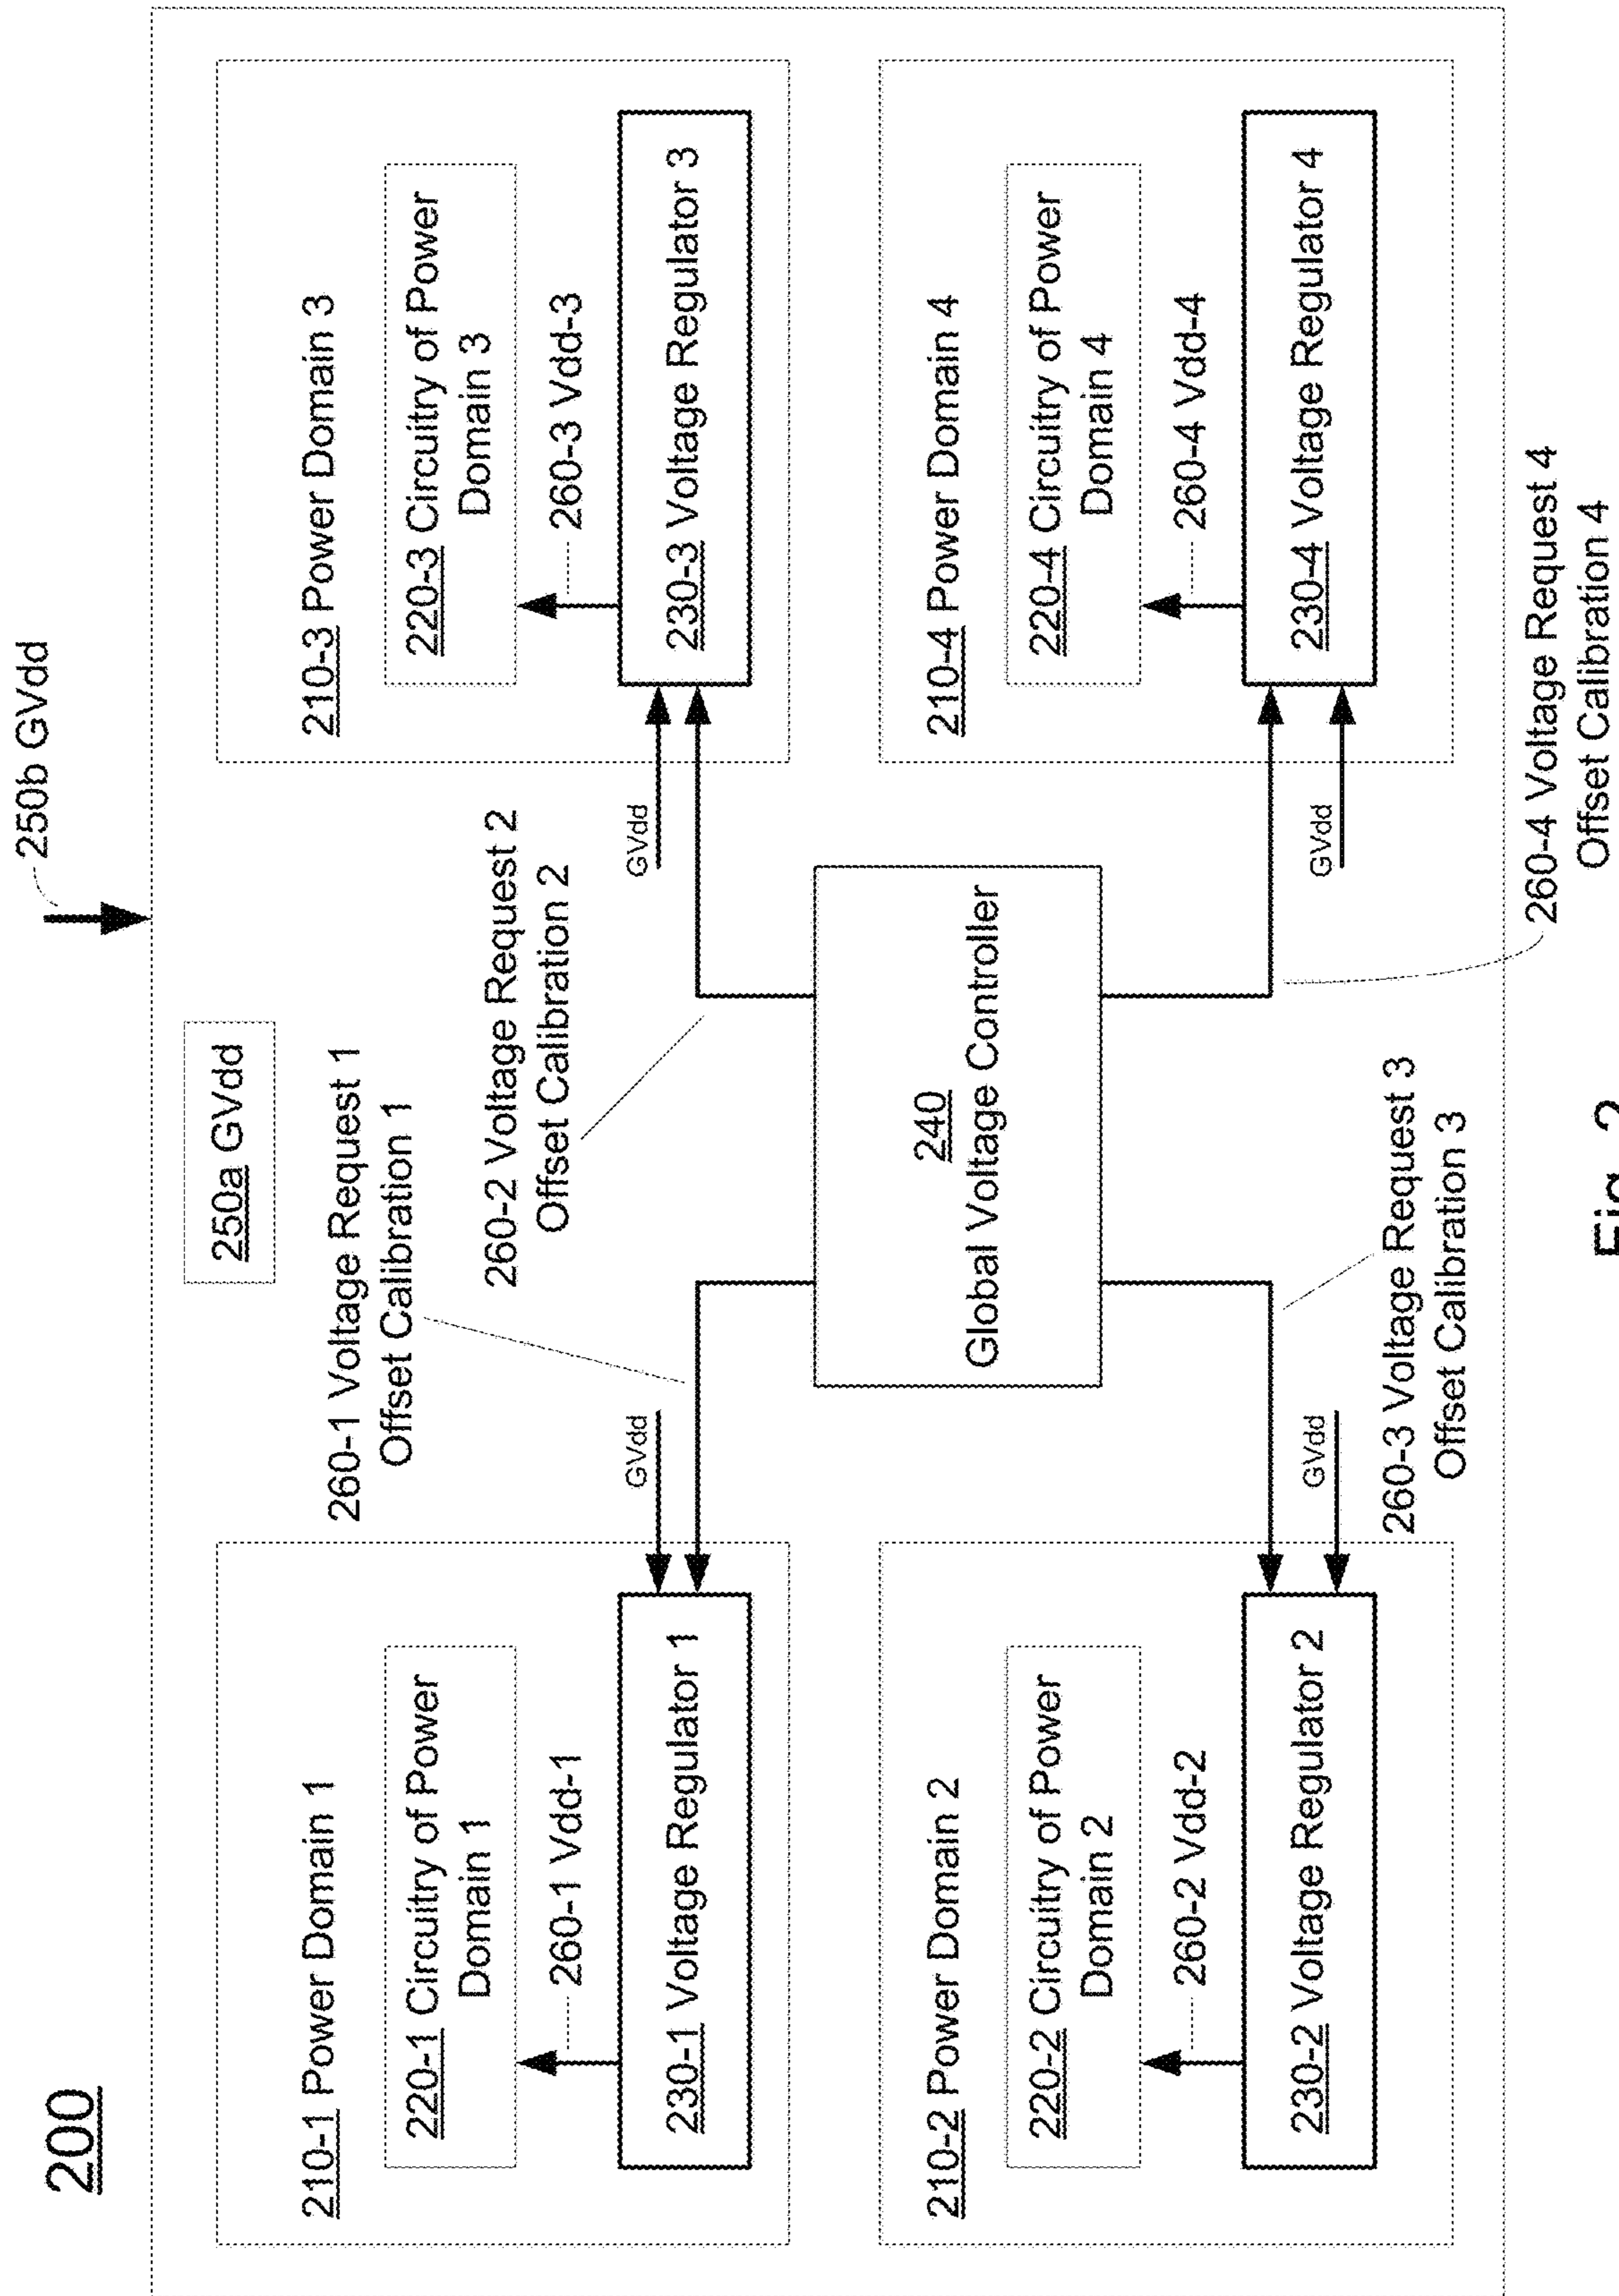 200
250b GVdd
250a GVdd
210-1 Power Domain 1
220-1 Circuitry of Power
Domain 1
260-1 Vdd-1
230-1 Voltage Regulator 1
GVdd
260-1 Voltage Request 1
Offset Calibration 1
260-2 Voltage Request 2
Offset Calibration 2
210-3 Power Domain 3
220-3 Circuitry of Power
Domain 3
260-3 Vdd-3
230-3 Voltage Regulator 3
GVdd
240
Global Voltage Controller
210-2 Power Domain 2
220-2 Circuitry of Power
Domain 2
260-2 Vdd-2
230-2 Voltage Regulator 2
GVdd
260-3 Voltage Request 3
Offset Calibration 3
210-4 Power Domain 4
220-4 Circuitry of Power
Domain 4
260-4 Vdd-4
230-4 Voltage Regulator 4
GVdd
260-4 Voltage Request 4
Offset Calibration 4
Fig. 2